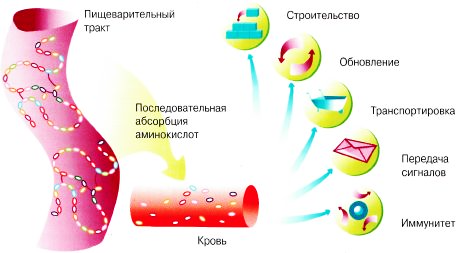 Пищеварительный
тракт
Последовательная
абсорбция
аминокислот
Кровь
Строительство
Обновление
Транспортировка
Передача
сигналов
Иммунитет